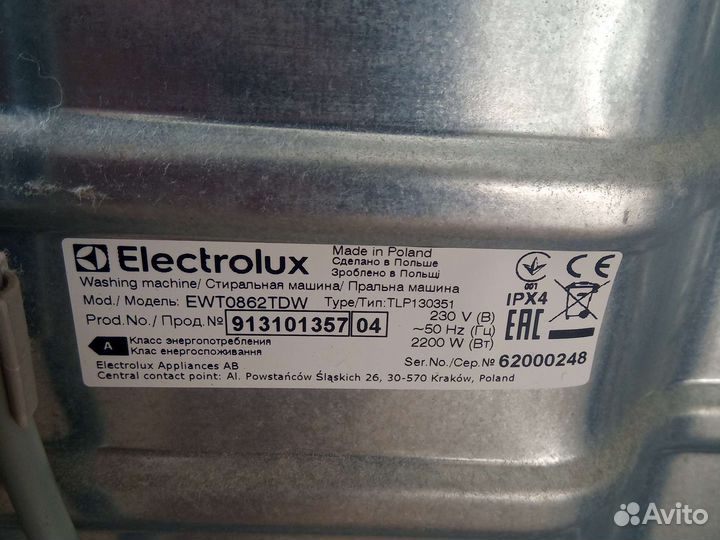 Electrolux
Made in Poland
Сделано в Польше
Зроблено в Польщі
Washing machine/ Стиральная машина/ Пральна машина
Mod./ Модель: EWT0862TDW Type/Тип:TLP130351
Prod.No./ Прод.№ 913101357 04
230 V (В)
~50 Hz (Гц)
2200 W (Вт)
001
IPX4
CE
EAC
A
Класс энергопотребления
Клас енергоспоживання
Ser.No./Сер.№ 62000248
Electrolux Appliances AB
Central contact point: Al. Powstańców Śląskich 26, 30-570 Kraków, Poland
Avito